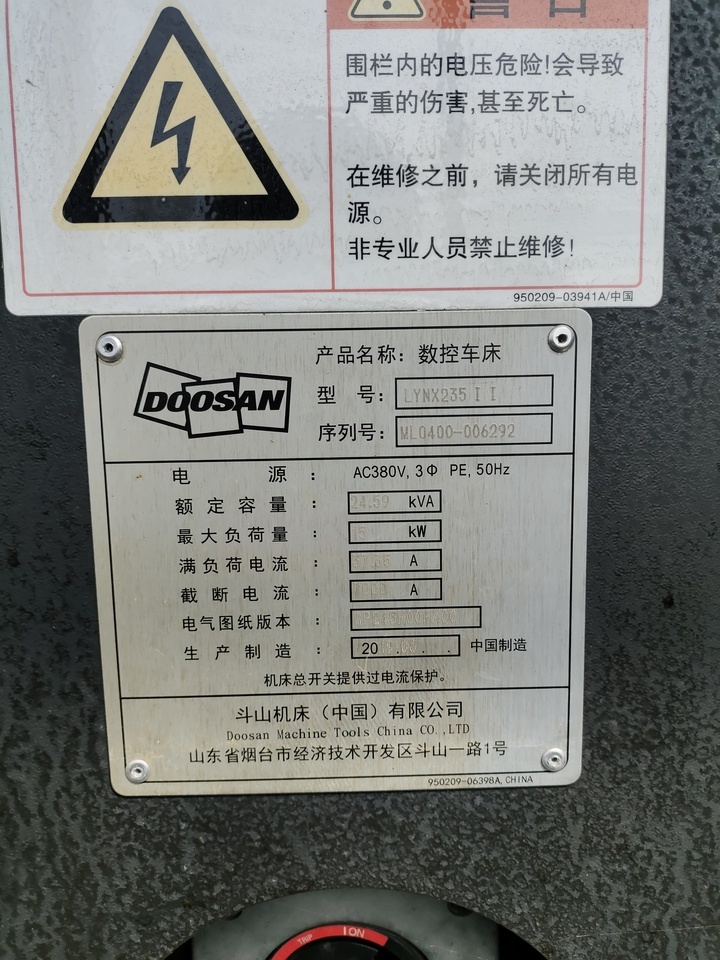 警告
围栏内的电压危险!会导致
严重的伤害,甚至死亡。
在维修之前，请关闭所有电
源。
非专业人员禁止维修!
950209-03941A/中国
DOOSAN
产品名称：数控车床
型 号：LYNX235 II
序列号：ML0400-006292
电 源 ： AC380V, 3Φ PE, 50Hz
额定容量 ： 24.59 kVA
最大负荷量 ： 15 kW
满负荷电流 ： A
截断电流 ： A
电气图纸版本 ：
生产制造 ： 20 . . . 中国制造
机床总开关提供过电流保护。
斗山机床（中国）有限公司
Doosan Machine Tools China CO.,LTD
山东省烟台市经济技术开发区斗山一路1号
950209-06398A, CHINA
TRIP
I ON